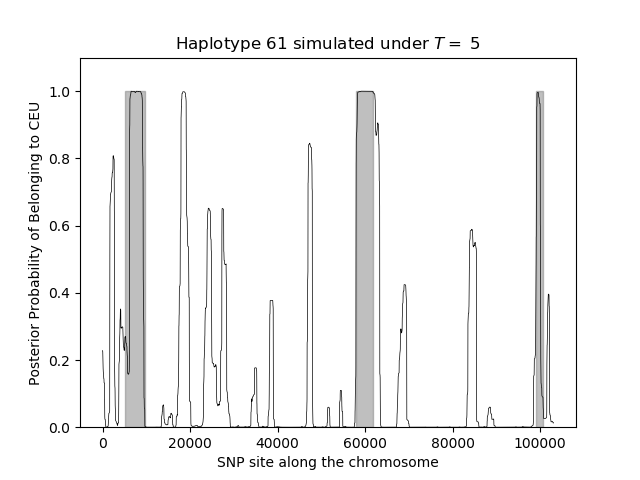 Haplotype 61 simulated under T = 5
Posterior Probability of Belonging to CEU
1.0
0.8
0.6
0.4
0.2
0.0
0 20000 40000 60000 80000 100000
SNP site along the chromosome